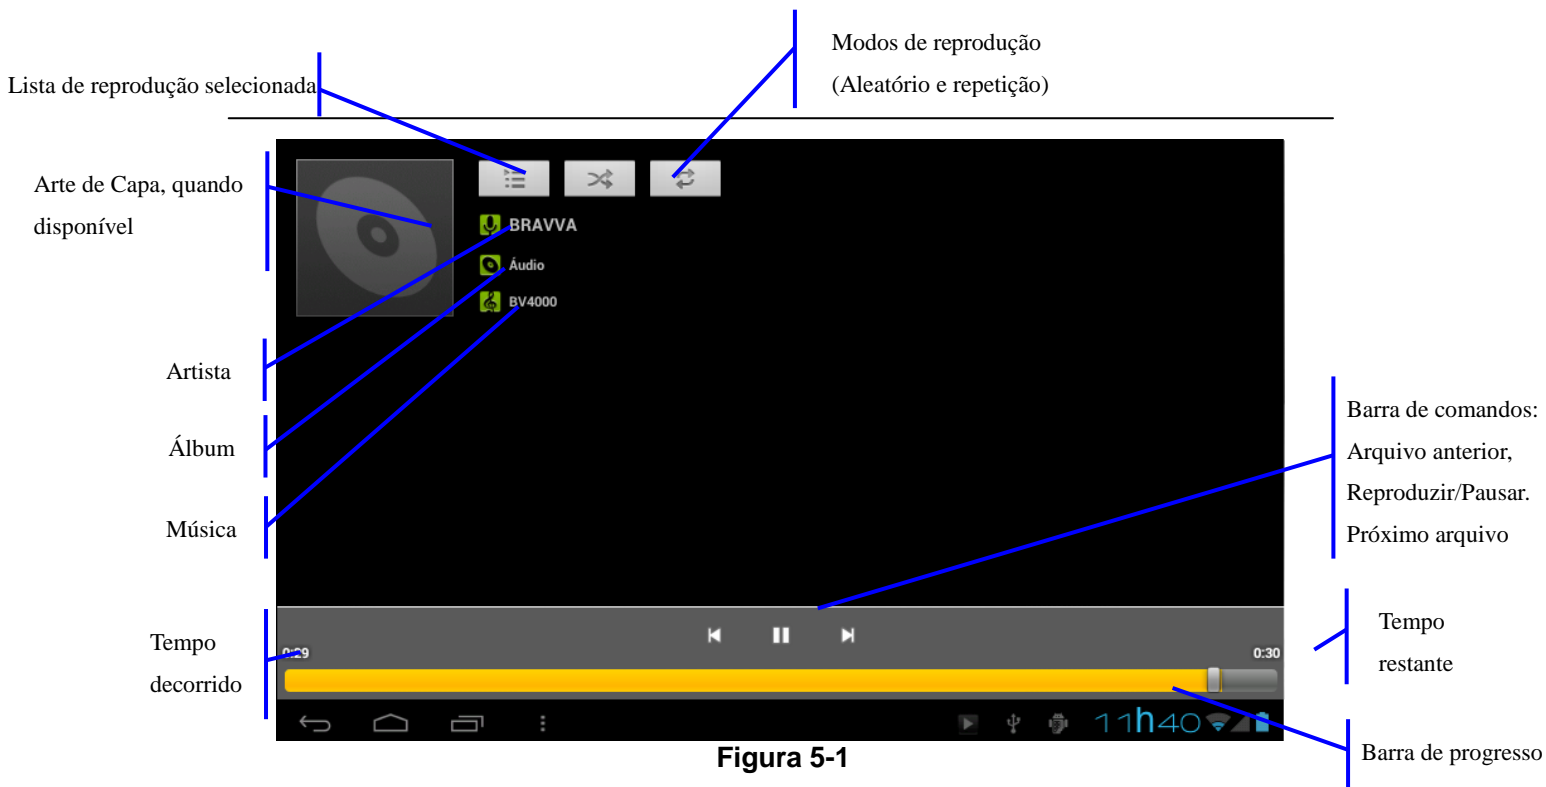 Modos de reprodução
(Aleatório e repetição)
Lista de reprodução selecionada
Arte de Capa, quando
disponível
BRAVVA
Áudio
BV4000
Artista
Álbum
Música
Barra de comandos:
Arquivo anterior,
Reproduzir/Pausar.
Próximo arquivo
Tempo
decorrido
0:29
0:30
Tempo
restante
11h40
Barra de progresso
Figura 5-1